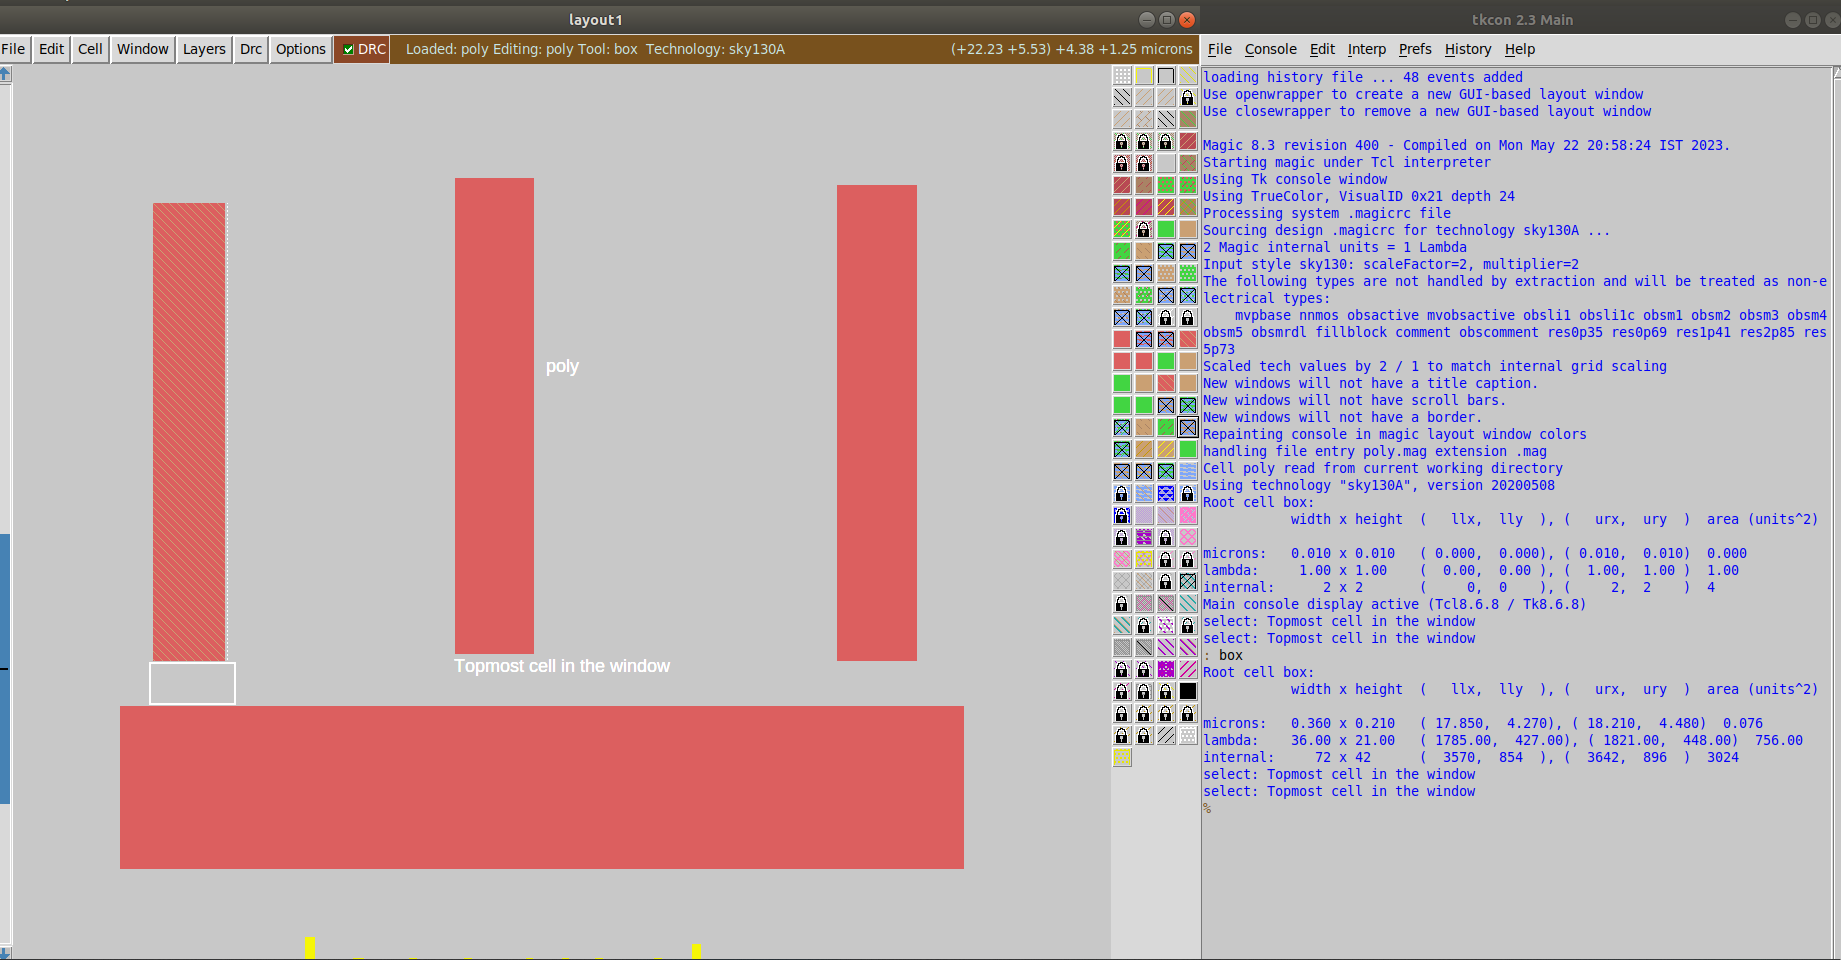 layout1
tkcon 2.3 Main
File Edit Cell Window Layers Drc Options DRC Loaded: poly Editing: poly Tool: box Technology: sky130A (+22.23 +5.53) +4.38 +1.25 microns
poly
Topmost cell in the window
File Console Edit Interp Prefs History Help
loading history file ... 48 events added
Use openwrapper to create a new GUI-based layout window
Use closewrapper to remove a new GUI-based layout window
Magic 8.3 revision 400 - Compiled on Mon May 22 20:58:24 IST 2023.
Starting magic under Tcl interpreter
Using Tk console window
Using TrueColor, VisualID 0x21 depth 24
Processing system .magicrc file
Sourcing design .magicrc for technology sky130A ...
2 Magic internal units = 1 Lambda
Input style sky130: scaleFactor=2, multiplier=2
The following types are not handled by extraction and will be treated as non-e
lectrical types:
    mvpbase nnmos obsactive mvobsactive obsli1 obsli1c obsm1 obsm2 obsm3 obsm4
obsm5 obsmrdl fillblock comment obscomment res0p35 res0p69 res1p41 res2p85 res
5p73
Scaled tech values by 2 / 1 to match internal grid scaling
New windows will not have a title caption.
New windows will not have scroll bars.
New windows will not have a border.
Repainting console in magic layout window colors
handling file entry poly.mag extension .mag
Cell poly read from current working directory
Using technology "sky130A", version 20200508
Root cell box:
           width x height  (   llx,  lly  ), (   urx,  ury  )  area (units^2)
microns:   0.010 x 0.010   ( 0.000,  0.000), ( 0.010,  0.010)  0.000
lambda:     1.00 x 1.00    (  0.00,  0.00 ), (  1.00,  1.00 )  1.00
internal:      2 x 2       (     0,  0    ), (     2,  2    )  4
Main console display active (Tcl8.6.8 / Tk8.6.8)
select: Topmost cell in the window
select: Topmost cell in the window
: box
Root cell box:
           width x height  (   llx,  lly  ), (   urx,  ury  )  area (units^2)
microns:   0.360 x 0.210   ( 17.850,  4.270), ( 18.210,  4.480)  0.076
lambda:    36.00 x 21.00   ( 1785.00,  427.00), ( 1821.00,  448.00)  756.00
internal:     72 x 42      (  3570,  854  ), (  3642,  896  )  3024
select: Topmost cell in the window
select: Topmost cell in the window
%